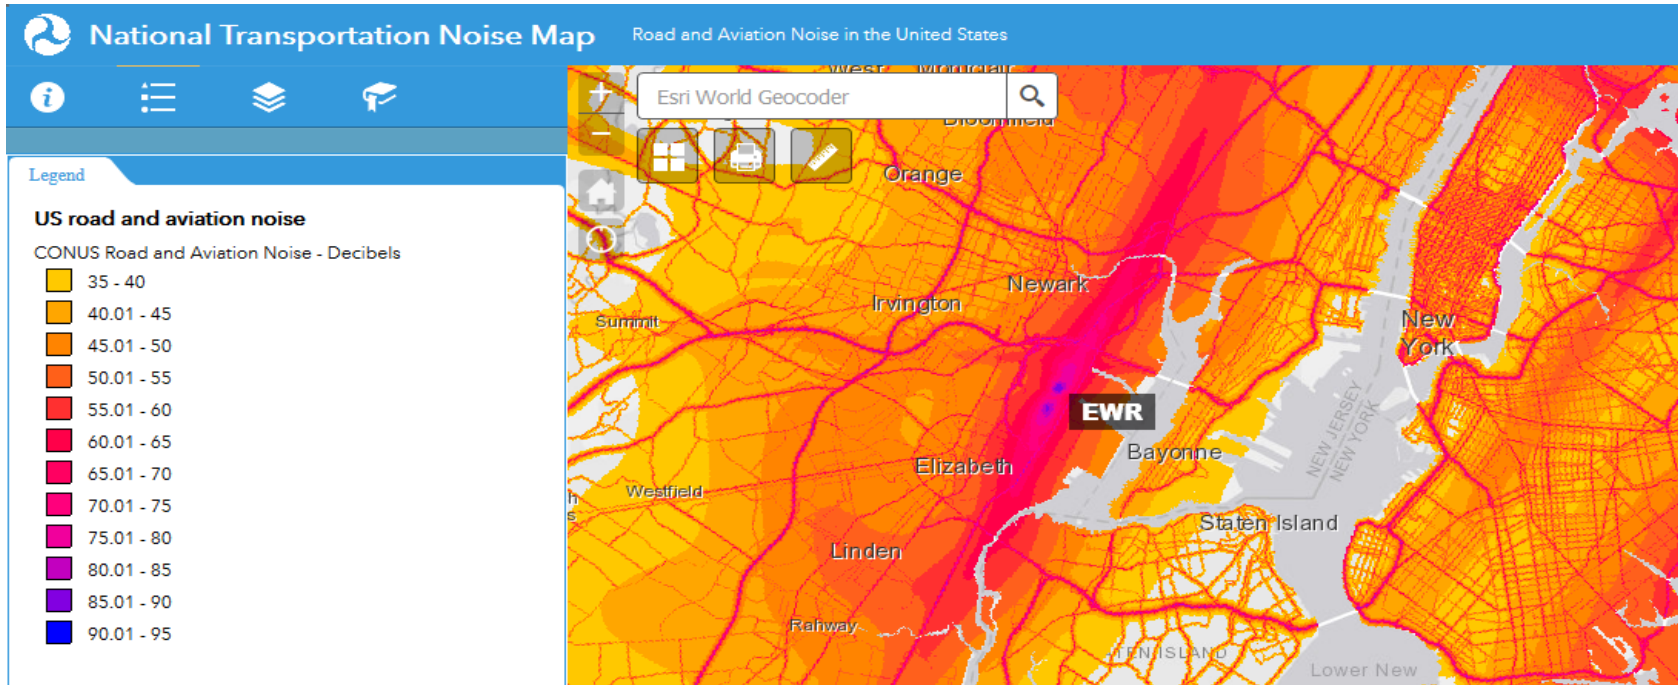 National Transportation Noise Map
Road and Aviation Noise in the United States
Esri World Geocoder
Legend
US road and aviation noise
CONUS Road and Aviation Noise - Decibels
35 - 40
40.01 - 45
45.01 - 50
50.01 - 55
55.01 - 60
60.01 - 65
65.01 - 70
70.01 - 75
75.01 - 80
80.01 - 85
85.01 - 90
90.01 - 95
West Montclair
Bloomfield
Orange
Newark
Irvington
Summit
New
York
EWR
NEW JERSEY
NEW YORK
Bayonne
Elizabeth
Westfield
Staten Island
Linden
Rahway
Lower New